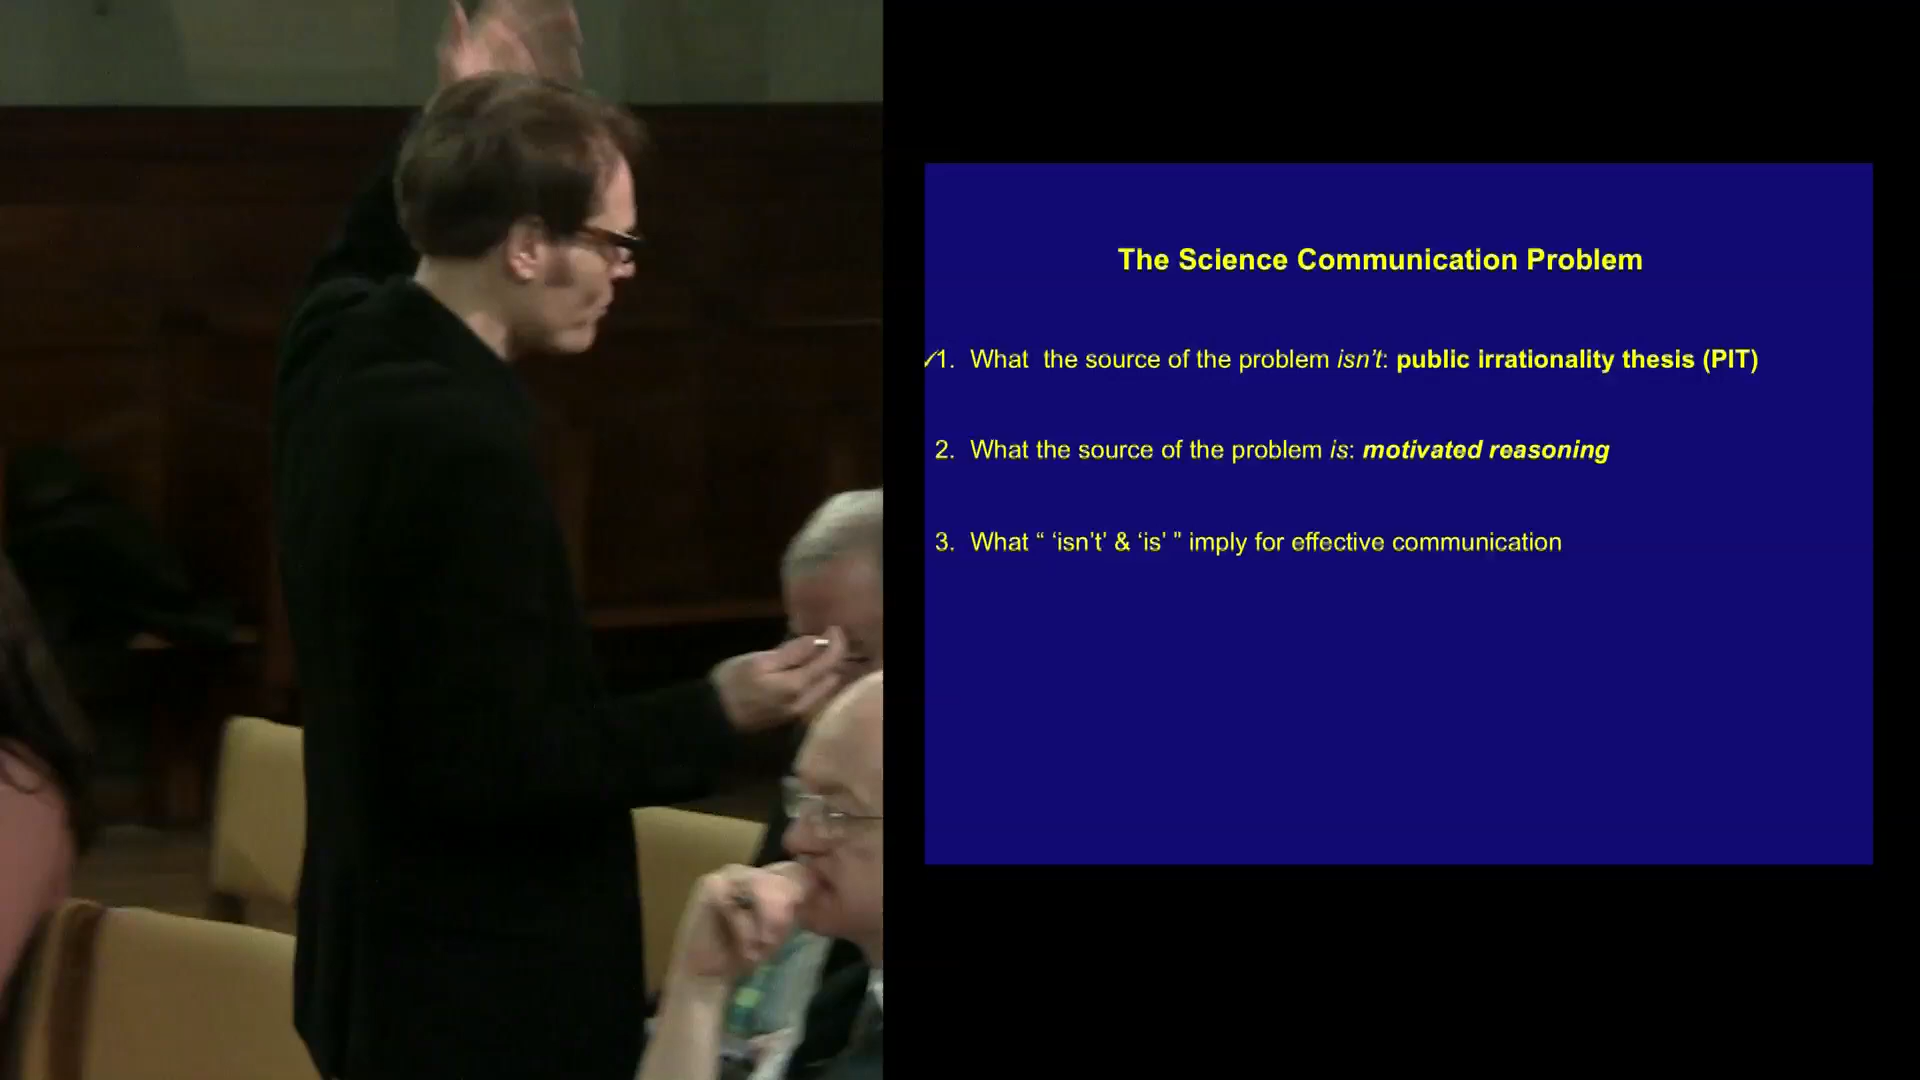 The Science Communication Problem
✓1. What the source of the problem isn't: public irrationality thesis (PIT)
2. What the source of the problem is: motivated reasoning
3. What “ ‘isn’t’ & ‘is’ ” imply for effective communication